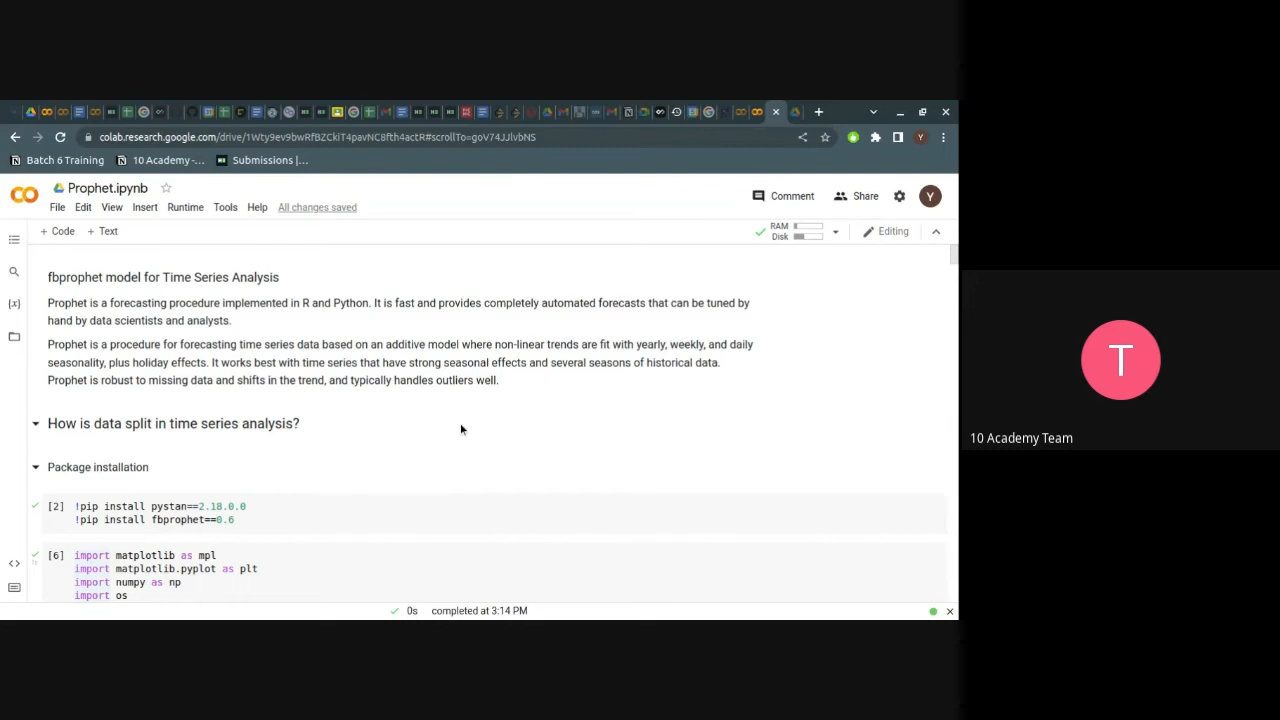 colab.research.google.com/drive/1Wty9ev9bwRfBZCkiT4pavNC8fth4actR#scrollTo=goV74JJlvbNS
Batch 6 Training 10 Academy -... Submissions |...
Prophet.ipynb
Comment Share Y
File Edit View Insert Runtime Tools Help All changes saved
+ Code + Text RAM Disk Editing
fbprophet model for Time Series Analysis
Prophet is a forecasting procedure implemented in R and Python. It is fast and provides completely automated forecasts that can be tuned by
hand by data scientists and analysts.
Prophet is a procedure for forecasting time series data based on an additive model where non-linear trends are fit with yearly, weekly, and daily
seasonality, plus holiday effects. It works best with time series that have strong seasonal effects and several seasons of historical data.
Prophet is robust to missing data and shifts in the trend, and typically handles outliers well.
How is data split in time series analysis?
Package installation
[2] !pip install pystan==2.18.0.0
!pip install fbprophet==0.6
[6] import matplotlib as mpl
import matplotlib.pyplot as plt
import numpy as np
import os
0s completed at 3:14 PM
T
10 Academy Team